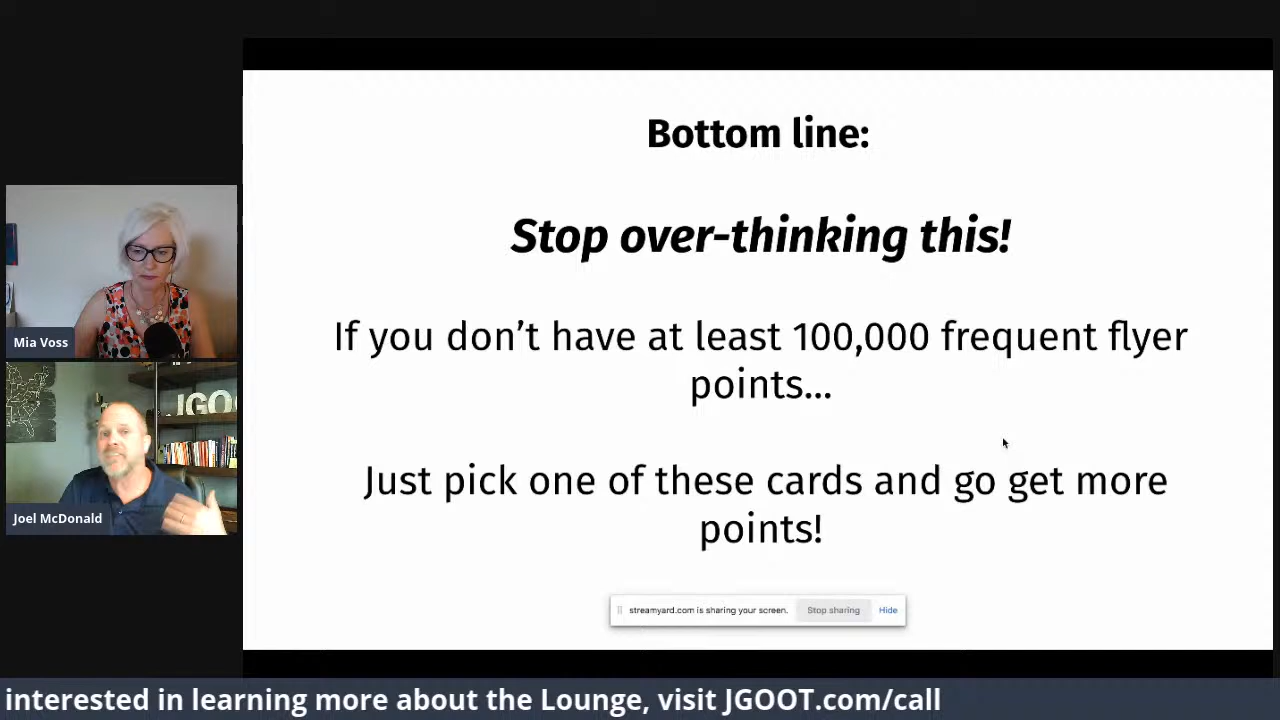 Bottom line:
Stop over-thinking this!
If you don’t have at least 100,000 frequent flyer
points...
Just pick one of these cards and go get more
points!
streamyard.com is sharing your screen. Stop sharing Hide
Mia Voss
JGO
Joel McDonald
interested in learning more about the Lounge, visit JGOOT.com/call